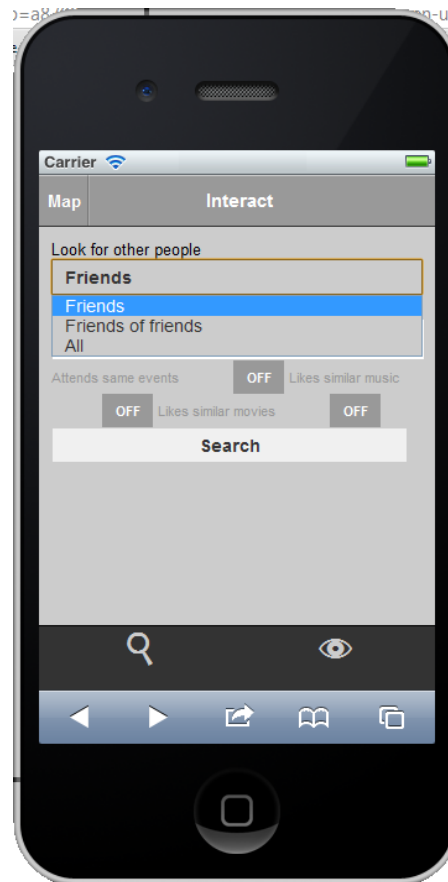 Carrier
Map Interact
Look for other people
Friends
Friends
Friends of friends
All
Attends same events OFF Likes similar music
OFF Likes similar movies OFF
Search